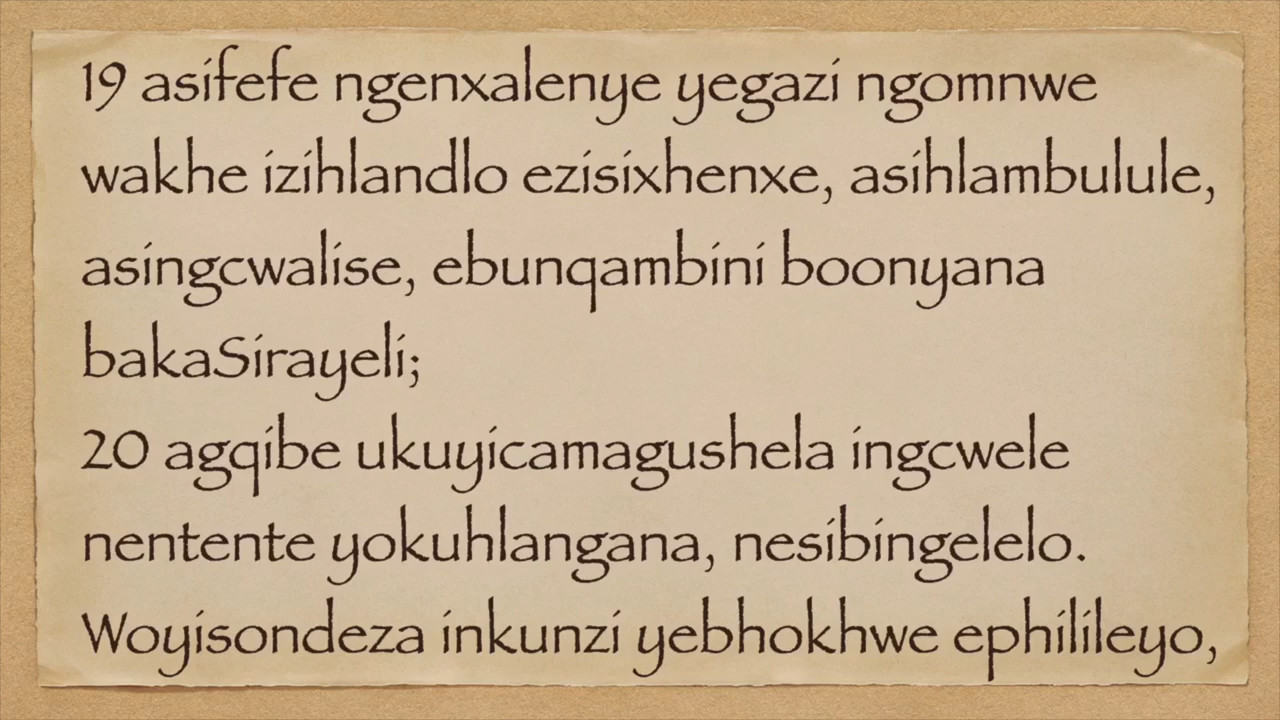 19 asifefe ngenxalenye yegazi ngomnwe
wakhe izihlandlo ezisixhenxe, asihlambulule,
asingcwalise, ebunqambini boonyana
bakaSirayeli;
20 agqibe ukuyicamagushela ingcwele
nentente yokuhlangana, nesibingelelo.
Woyisondeza inkunzi yebhokhwe ephilileyo,